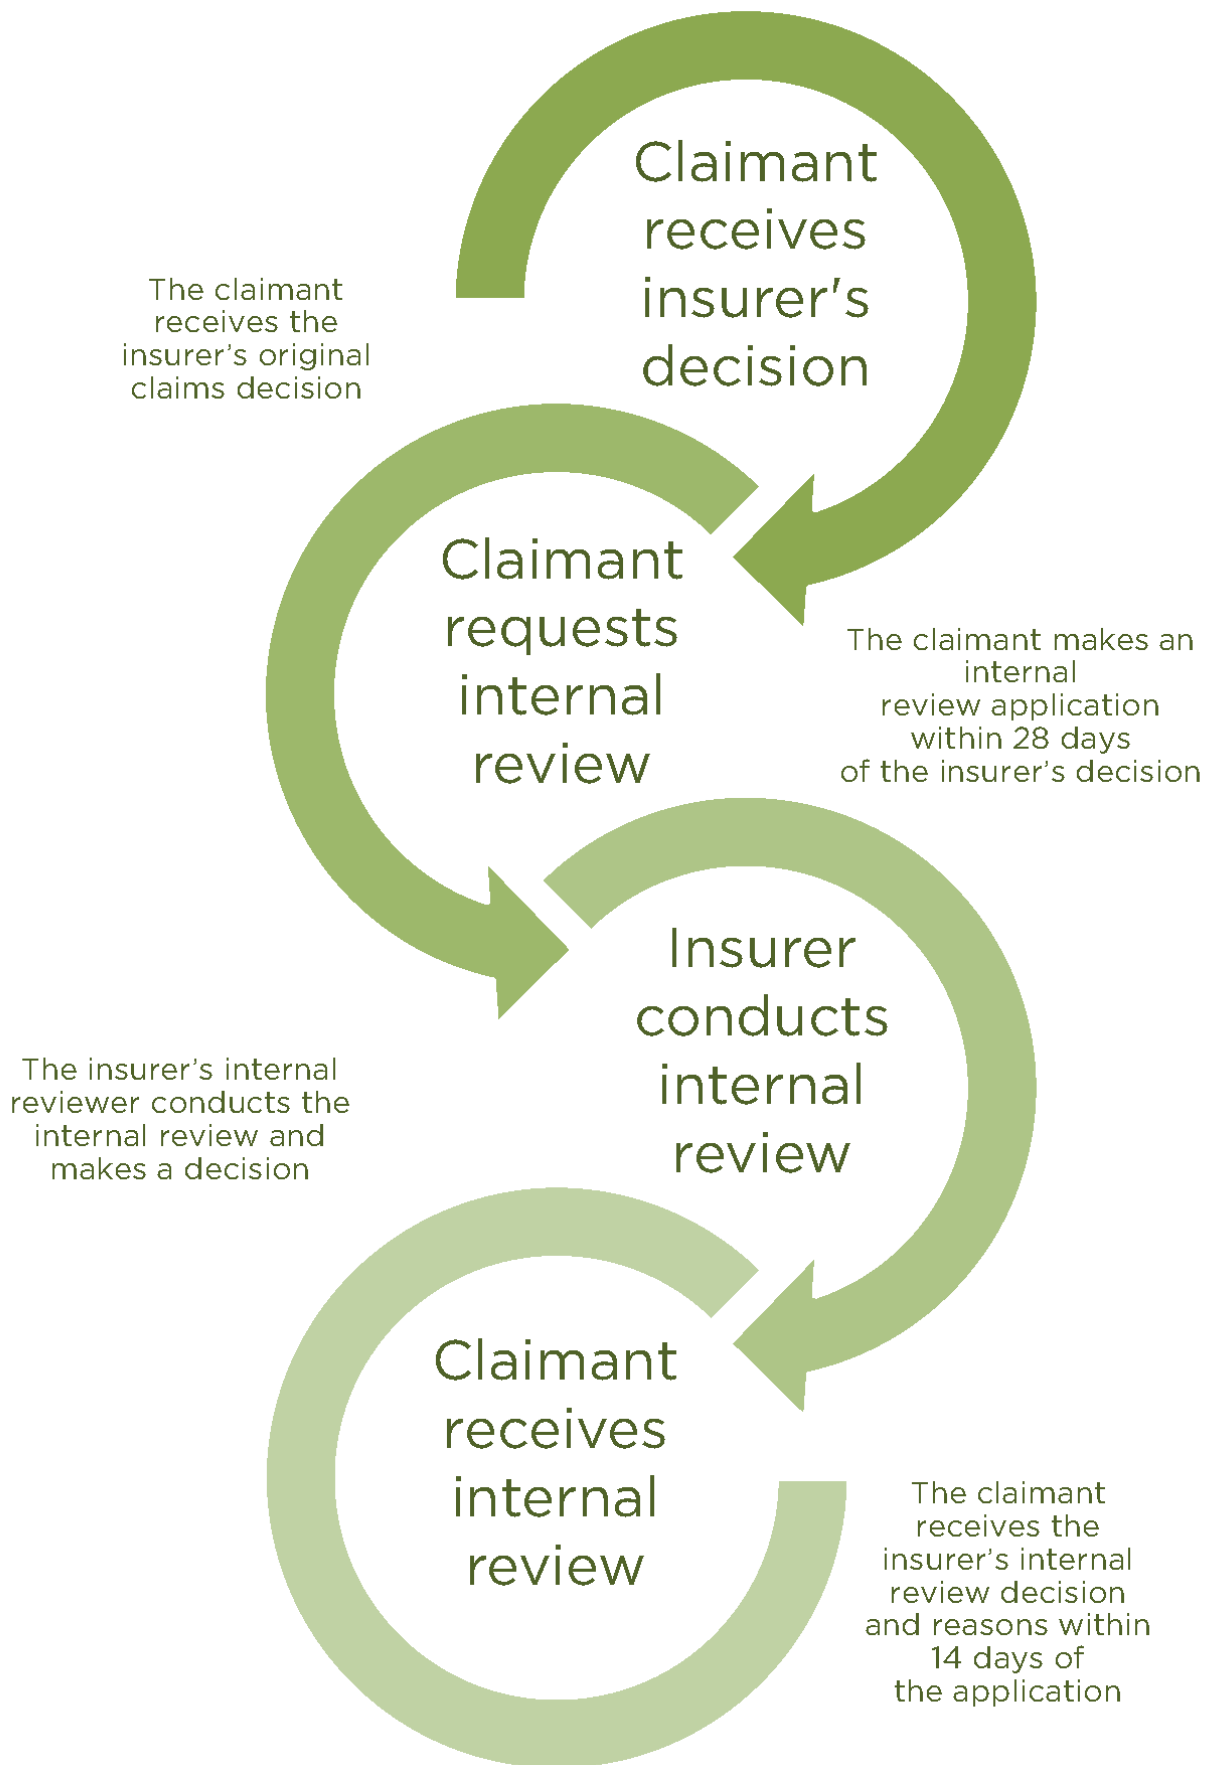 Claimant
receives
insurer's
decision
The claimant
receives the
insurer’s original
claims decision
Claimant
requests
internal
review
The claimant makes an
internal
review application
within 28 days
of the insurer’s decision
Insurer
conducts
internal
review
The insurer’s internal
reviewer conducts the
internal review and
makes a decision
Claimant
receives
internal
review
The claimant
receives the
insurer’s internal
review decision
and reasons within
14 days of
the application